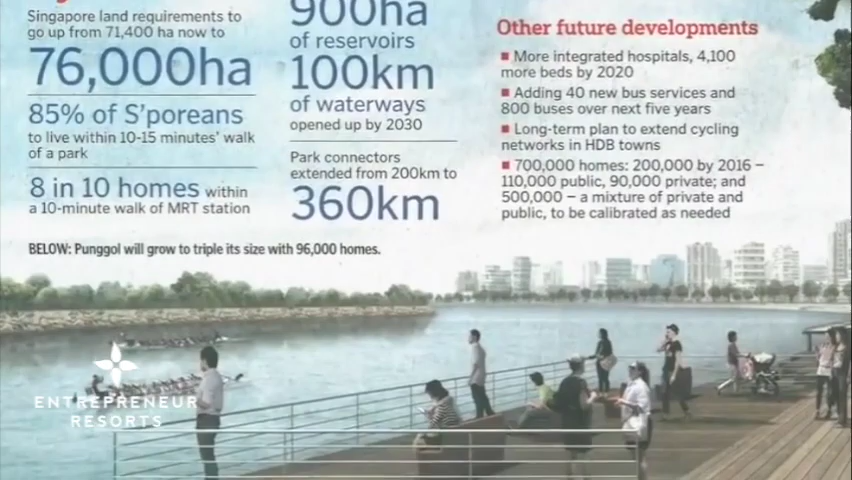 Singapore land requirements to
go up from 71,400 ha now to
76,000ha
85% of S'poreans
to live within 10-15 minutes' walk
of a park
8 in 10 homes within
a 10-minute walk of MRT station
900ha
of reservoirs
100km
of waterways
opened up by 2030
Park connectors
extended from 200km to
360km
Other future developments
■ More integrated hospitals, 4,100
more beds by 2020
■ Adding 40 new bus services and
800 buses over next five years
■ Long-term plan to extend cycling
networks in HDB towns
■ 700,000 homes: 200,000 by 2016 –
110,000 public, 90,000 private; and
500,000 – a mixture of private and
public, to be calibrated as needed
BELOW: Punggol will grow to triple its size with 96,000 homes.
ENTREPRENEUR
RESORTS